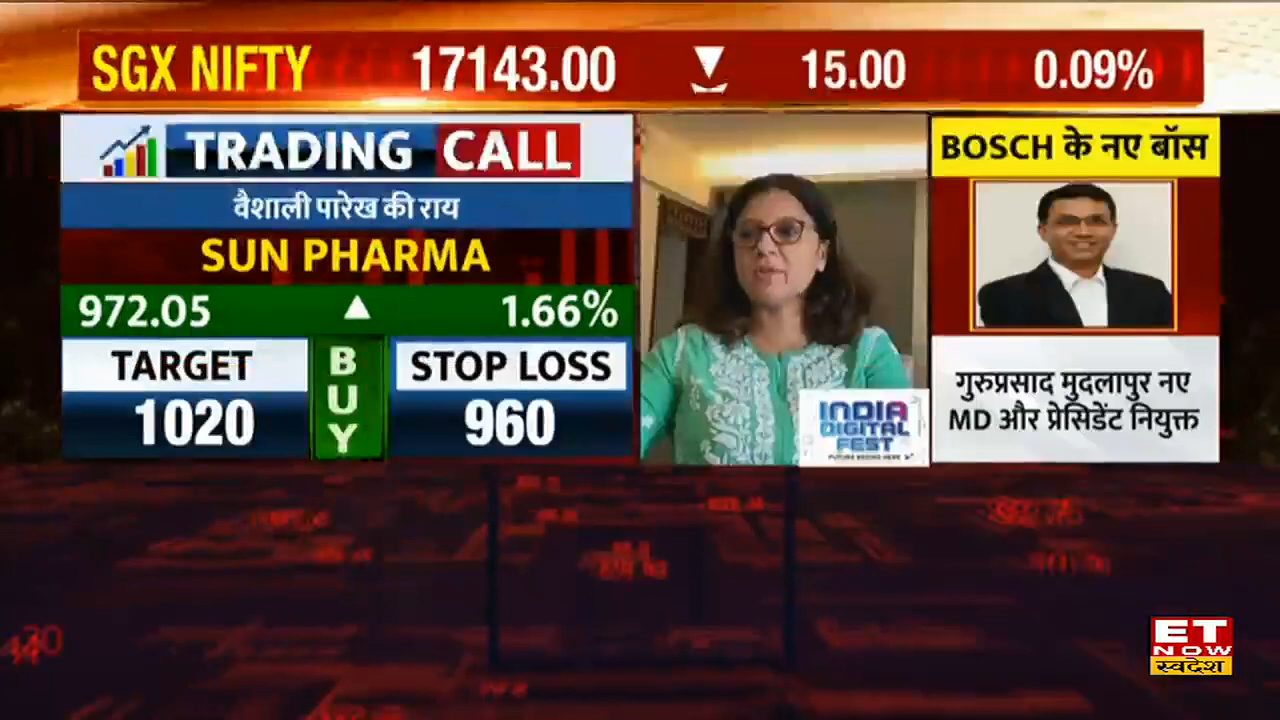 SGX NIFTY 17143.00 15.00 0.09%
TRADING CALL
वैशाली पारेख की राय
SUN PHARMA
972.05 1.66%
TARGET
1020
BUY
STOP LOSS
960
INDIA
DIGITAL
FEST
BOSCH के नए बॉस
गुरुप्रसाद मुदलापुर नए
MD और प्रेसिडेंट नियुक्त
ET
NOW
स्वदेश